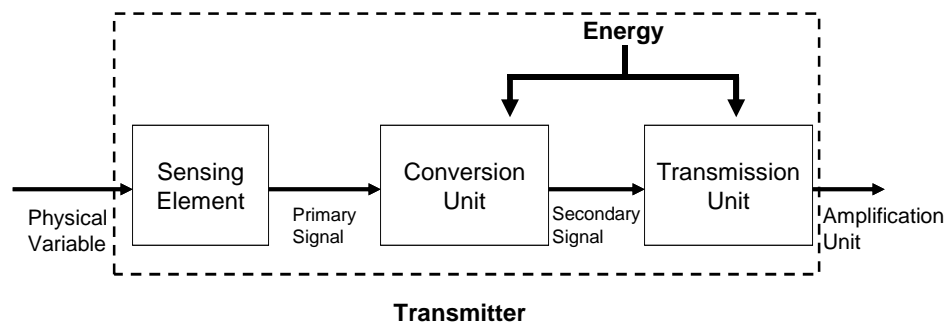 Energy
Sensing
Element
Conversion
Unit
Transmission
Unit
Physical
Variable
Primary
Signal
Secondary
Signal
Amplification
Unit
Transmitter